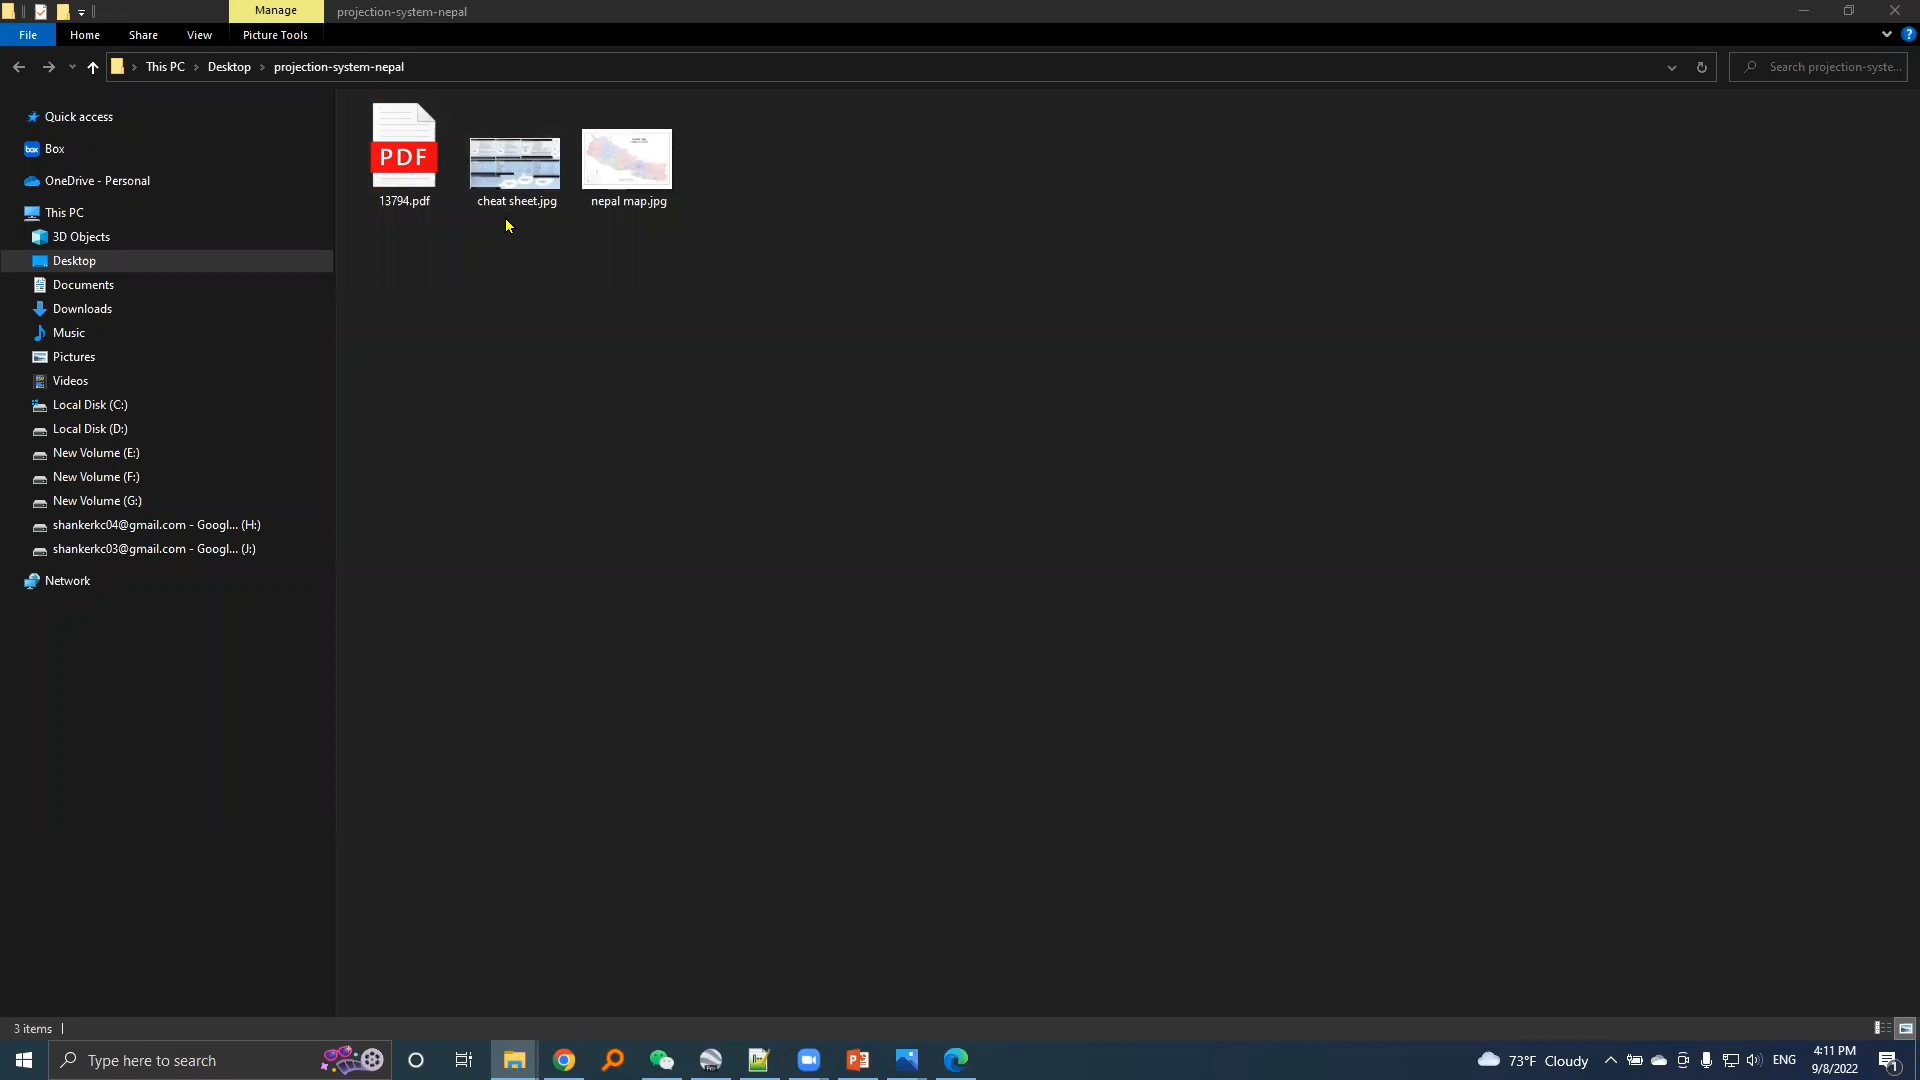 Manage
projection-system-nepal
File
Home
Share
View
Picture Tools
This PC
Desktop
projection-system-nepal
Search projection-syste...
Quick access
Box
OneDrive - Personal
This PC
3D Objects
Desktop
Documents
Downloads
Music
Pictures
Videos
Local Disk (C:)
Local Disk (D:)
New Volume (E:)
New Volume (F:)
New Volume (G:)
shankerkc04@gmail.com - Googl... (H:)
shankerkc03@gmail.com - Googl... (J:)
Network
PDF
13794.pdf
cheat sheet.jpg
nepal map.jpg
3 items
Type here to search
73°F Cloudy
ENG
4:11 PM
9/8/2022
1